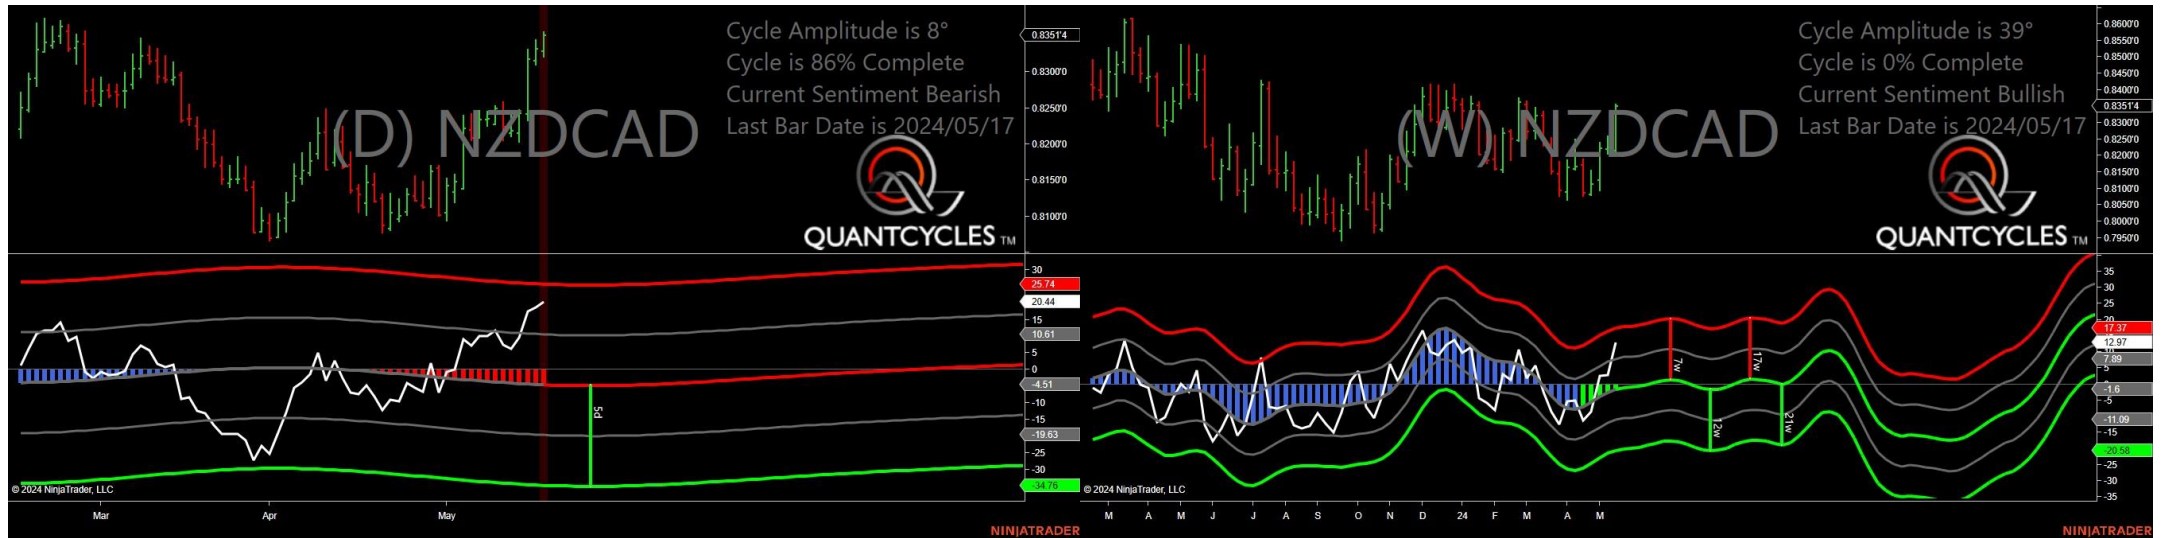 Cycle Amplitude is 8°
Cycle is 86% Complete
Current Sentiment Bearish
Last Bar Date is 2024/05/17
(D) NZDCAD
QUANTCYCLES TM
0.8351'4
0.8300'0
0.8250'0
0.8200'0
0.8150'0
0.8100'0
30
25.74
20.44
15
10.61
5
0
-4.51
-10
-15
-19.63
-25
-30
-34.76
5d
© 2024 NinjaTrader, LLC
Mar
Apr
May
NINJATRADER
Cycle Amplitude is 39°
Cycle is 0% Complete
Current Sentiment Bullish
Last Bar Date is 2024/05/17
(W) NZDCAD
QUANTCYCLES TM
0.8600'0
0.8550'0
0.8500'0
0.8450'0
0.8400'0
0.8351'4
0.8300'0
0.8250'0
0.8200'0
0.8150'0
0.8100'0
0.8050'0
0.8000'0
0.7950'0
35
30
25
20
17.37
12.97
7.89
5
-1.6
-5
-11.09
-15
-20.58
-25
-30
-35
7w
17w
12w
21w
© 2024 NinjaTrader, LLC
M A M J J A S O N D 24 F M A M
NINJATRADER